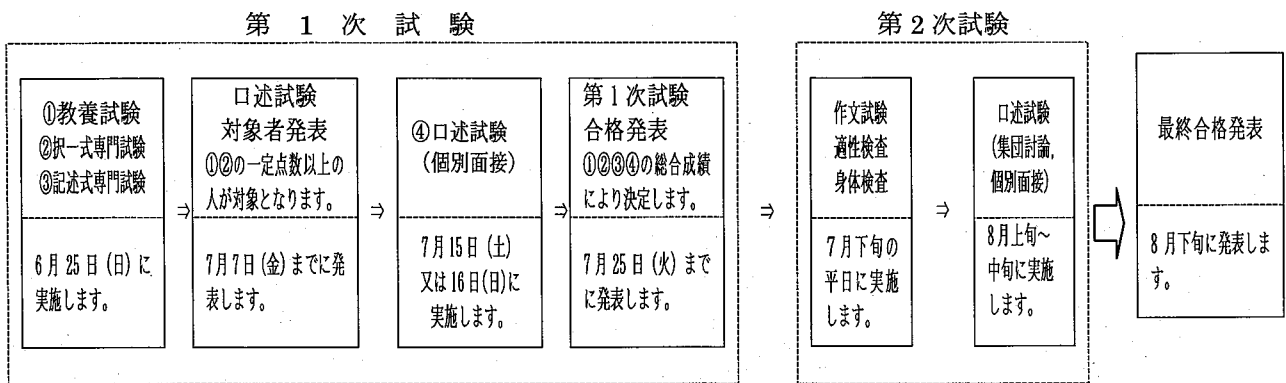 第 1 次 試 験
①教養試験
②択一式専門試験
③記述式専門試験
6月25日(日)に
実施します。
⇒
口述試験
対象者発表
①②の一定点数以上の
人が対象となります。
7月7日(金)までに発
表します。
⇒
④口述試験
(個別面接)
7月15日(土)
又は16日(日)に
実施します。
⇒
第1次試験
合格発表
①②③④の総合成績
により決定します。
7月25日(火)まで
に発表します。
⇒
第2次試験
作文試験
適性検査
身体検査
7月下旬の
平日に実施
します。
⇒
口述試験
(集団討論,
個別面接)
8月上旬~
中旬に実施
します。
最終合格発表
8月下旬に発表しま
す。